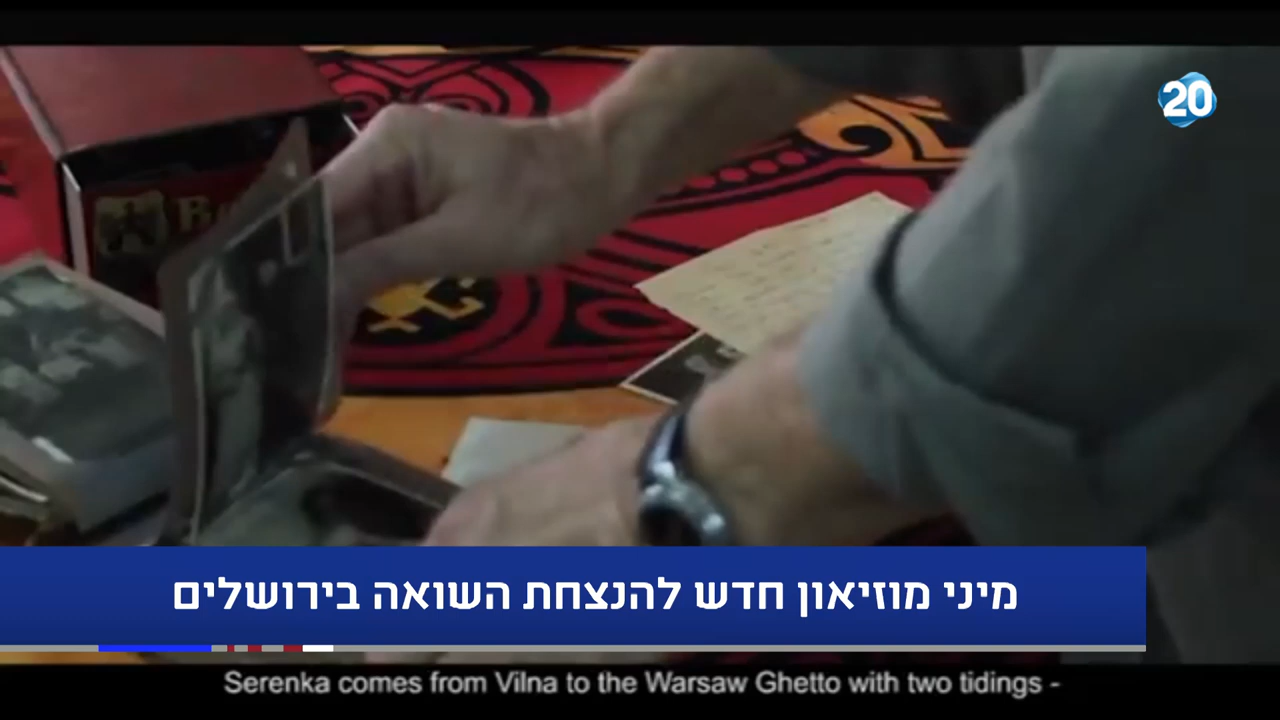 20
מיני מוזיאון חדש להנצחת השואה בירושלים
Serenka comes from Vilna to the Warsaw Ghetto with two tidings -